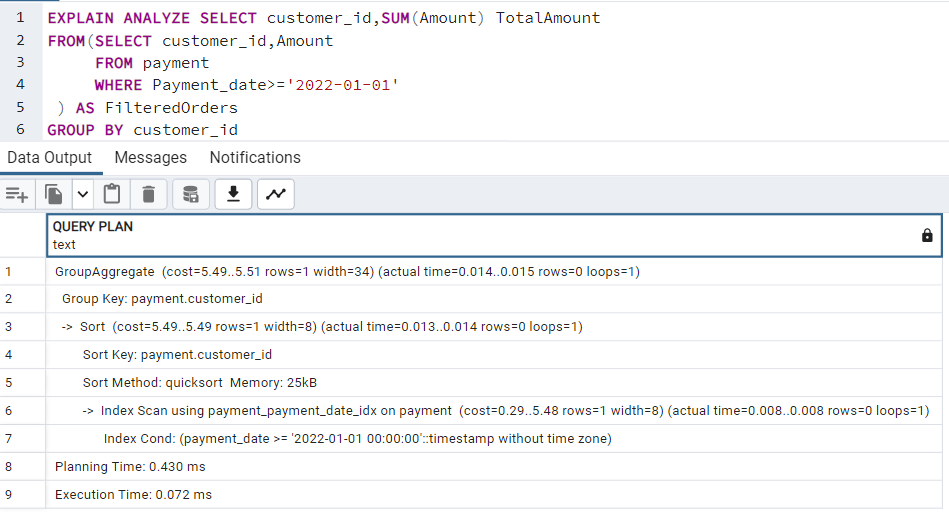 1 EXPLAIN ANALYZE SELECT customer_id,SUM(Amount) TotalAmount
2 FROM(SELECT customer_id,Amount
3 FROM payment
4 WHERE Payment_date>='2022-01-01'
5 ) AS FilteredOrders
6 GROUP BY customer_id
Data Output Messages Notifications
QUERY PLAN
text
1 GroupAggregate (cost=5.49..5.51 rows=1 width=34) (actual time=0.014..0.015 rows=0 loops=1)
2 Group Key: payment.customer_id
3 -> Sort (cost=5.49..5.49 rows=1 width=8) (actual time=0.013..0.014 rows=0 loops=1)
4 Sort Key: payment.customer_id
5 Sort Method: quicksort Memory: 25kB
6 -> Index Scan using payment_payment_date_idx on payment (cost=0.29..5.48 rows=1 width=8) (actual time=0.008..0.008 rows=0 loops=1)
7 Index Cond: (payment_date >= '2022-01-01 00:00:00'::timestamp without time zone)
8 Planning Time: 0.430 ms
9 Execution Time: 0.072 ms